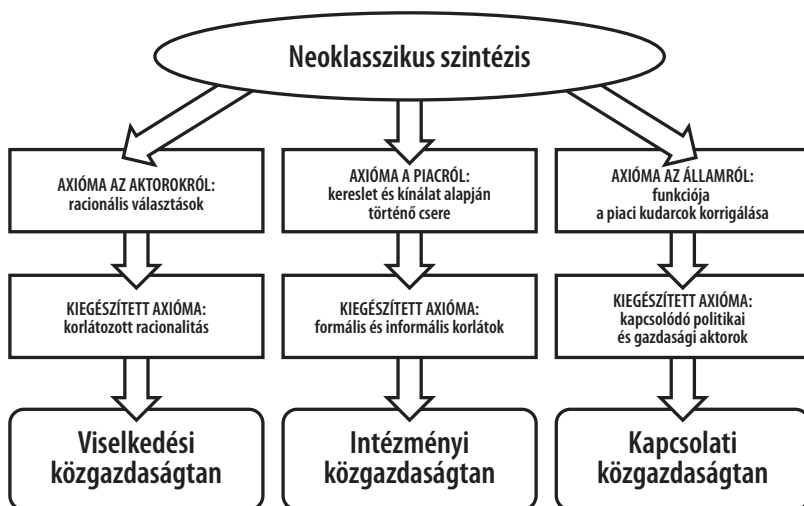 Neoklasszikus szintézis
AXIÓMA AZ AKTOROKRÓL:
racionális választások
AXIÓMA A PIACRÓL:
kereslet és kínálat alapján
történő csere
AXIÓMA AZ ÁLLAMRÓL:
funkciója
a piaci kudarcok korrigálása
KIEGÉSZÍTETT AXIÓMA:
korlátozott racionalitás
KIEGÉSZÍTETT AXIÓMA:
formális és informális korlátok
KIEGÉSZÍTETT AXIÓMA:
kapcsolódó politikai
és gazdasági aktorok
Viselkedési
közgazdaságtan
Intézményi
közgazdaságtan
Kapcsolati
közgazdaságtan